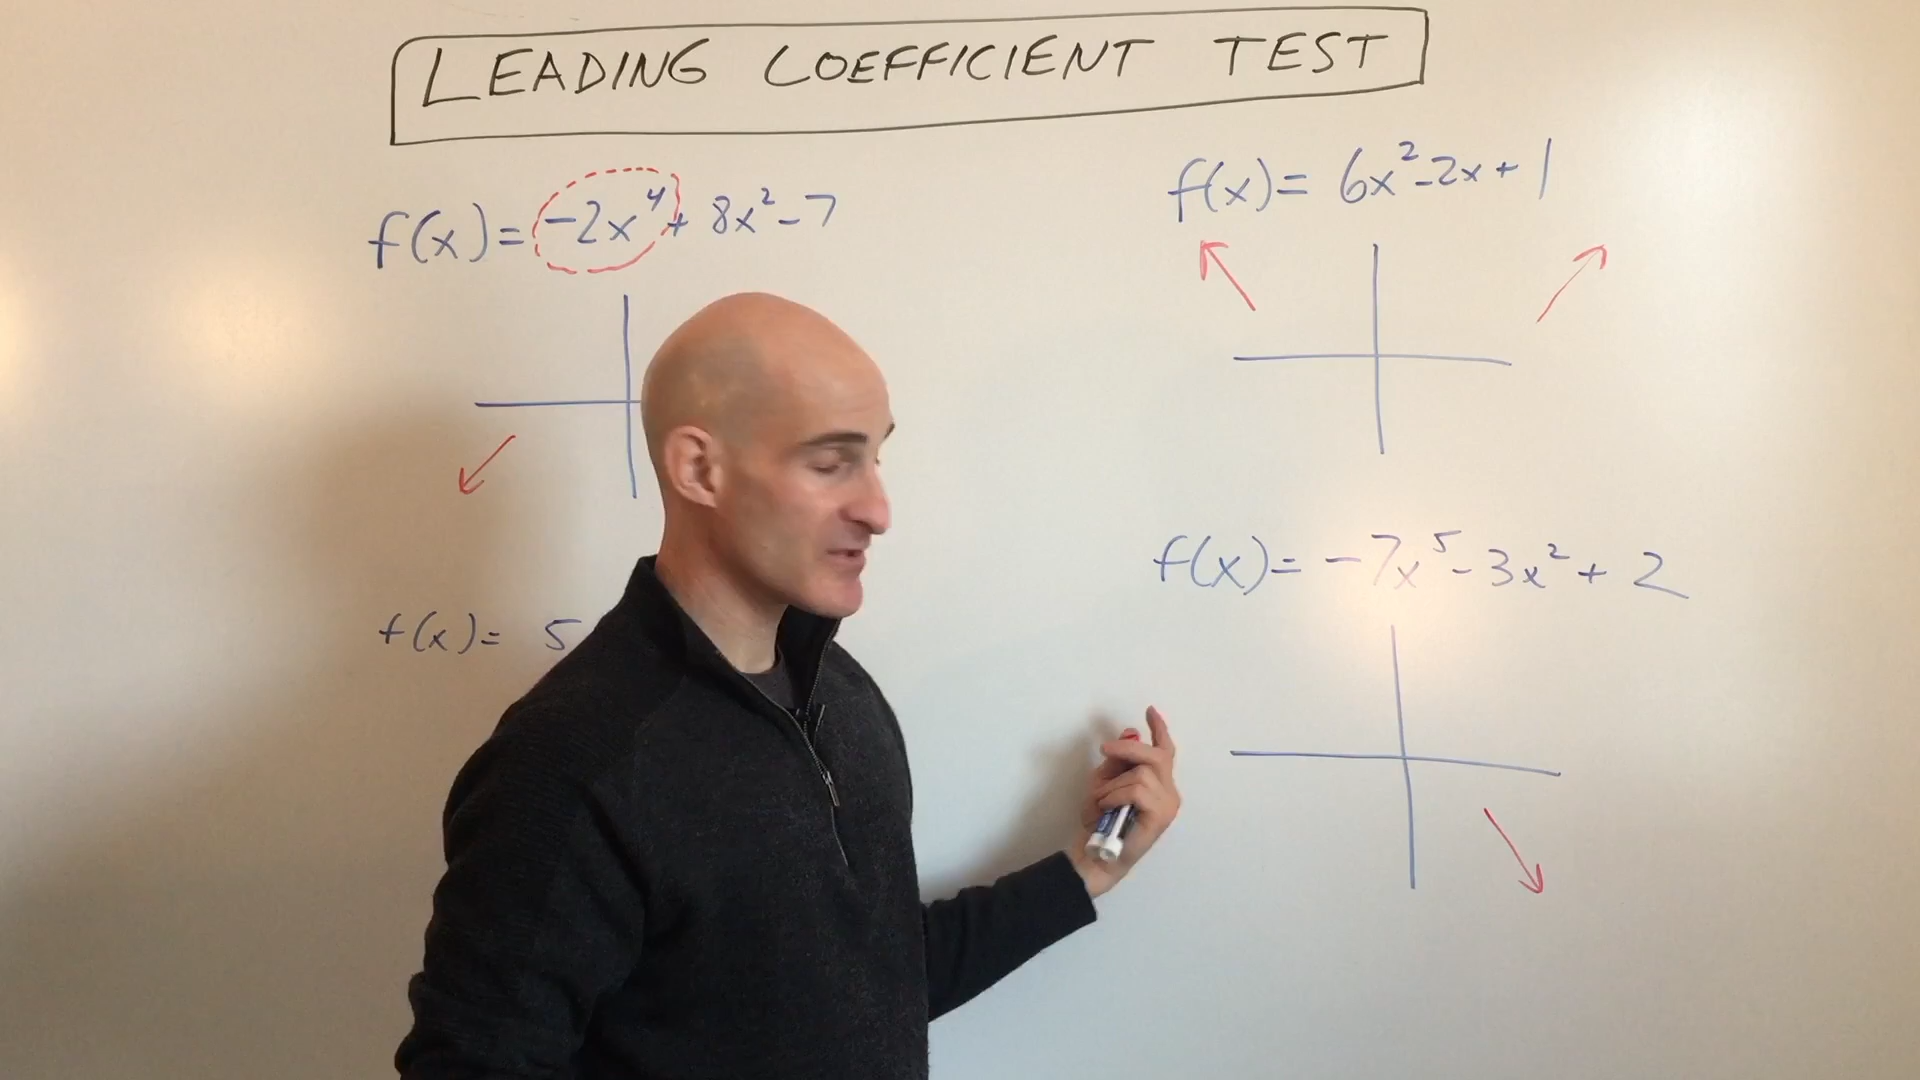 LEADING COEFFICIENT TEST
f(x)= -2x⁴+ 8x²-7
f(x)= 6x²-2x+1
f(x)= 5
f(x)= -7x⁵-3x²+2